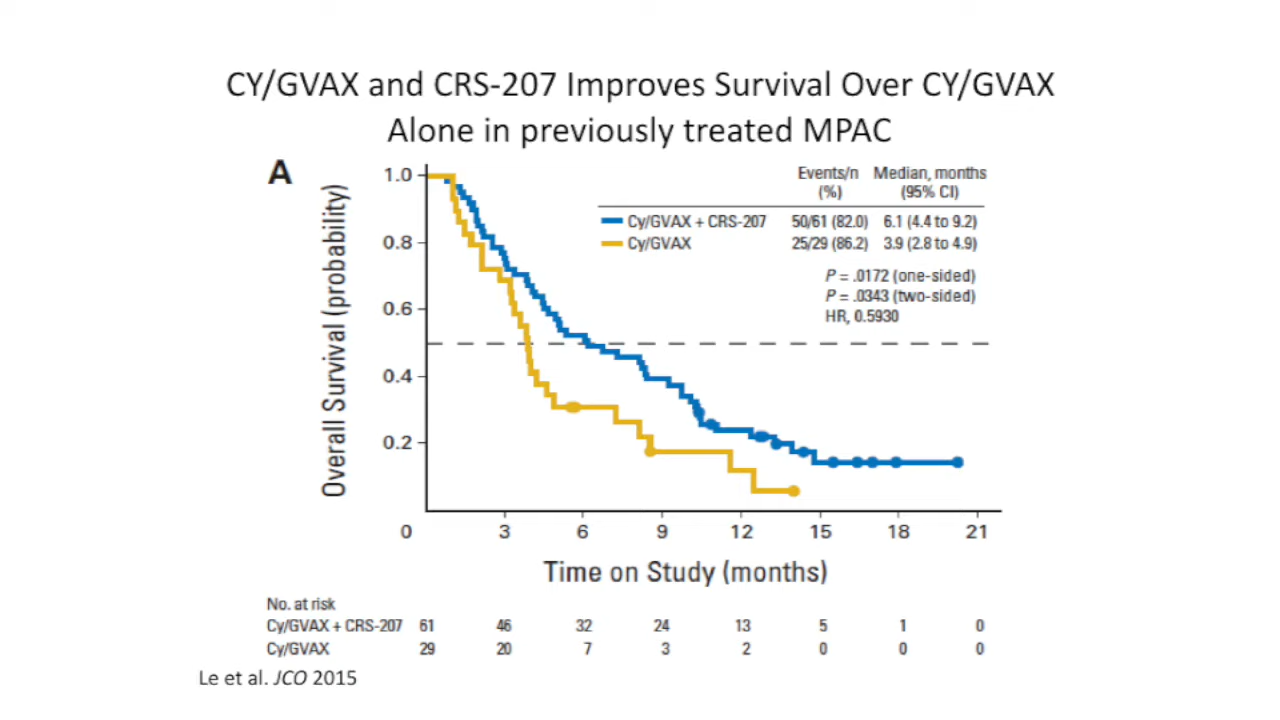 CY/GVAX and CRS-207 Improves Survival Over CY/GVAX
Alone in previously treated MPAC
A
Overall Survival (probability)
1.0
0.8
0.6
0.4
0.2
Events/n Median, months
(%) (95% CI)
Cy/GVAX + CRS-207 50/61 (82.0) 6.1 (4.4 to 9.2)
Cy/GVAX 25/29 (86.2) 3.9 (2.8 to 4.9)
P = .0172 (one-sided)
P = .0343 (two-sided)
HR, 0.5930
0 3 6 9 12 15 18 21
Time on Study (months)
No. at risk
Cy/GVAX + CRS-207 61 46 32 24 13 5 1 0
Cy/GVAX 29 20 7 3 2 0 0 0
Le et al. JCO 2015